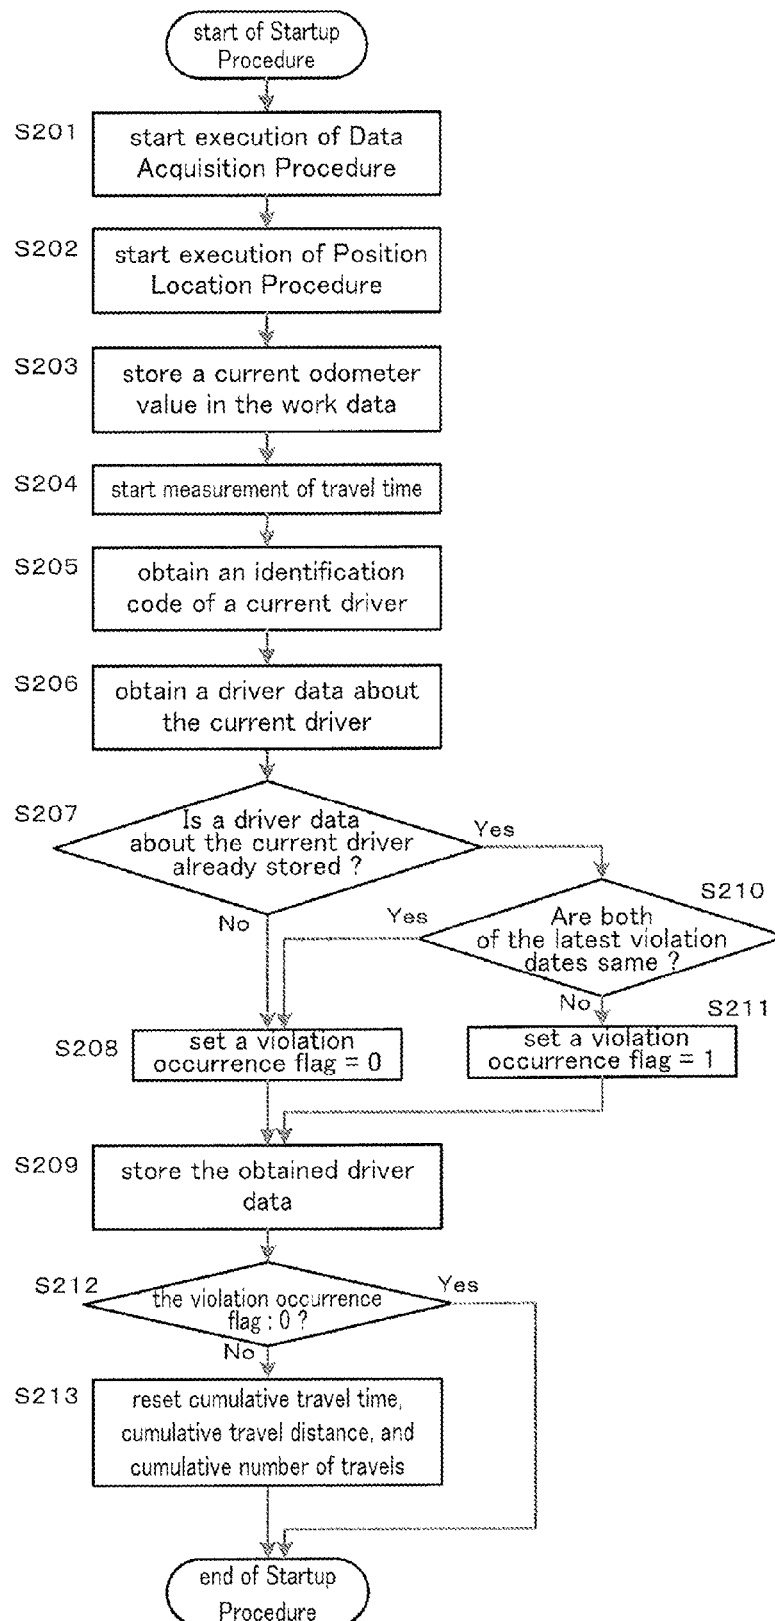 start of Startup
Procedure
S201
start execution of Data
Acquisition Procedure
S202
start execution of Position
Location Procedure
S203
store a current odometer
value in the work data
S204
start measurement of travel time
S205
obtain an identification
code of a current driver
S206
obtain a driver data about
the current driver
S207
Is a driver data
about the current driver
already stored ?
Yes
No
S210
Are both
of the latest violation
dates same ?
Yes
No
S211
set a violation
occurrence flag = 1
S208
set a violation
occurrence flag = 0
S209
store the obtained driver
data
S212
the violation occurrence
flag : 0 ?
Yes
No
S213
reset cumulative travel time,
cumulative travel distance, and
cumulative number of travels
end of Startup
Procedure